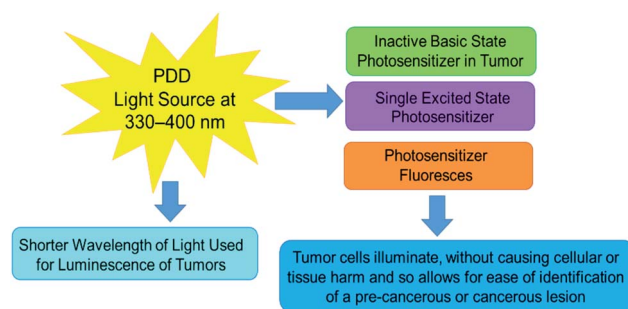 PDD
Light Source at
330–400 nm
Inactive Basic State
Photosensitizer in Tumor
Single Excited State
Photosensitizer
Photosensitizer
Fluoresces
Shorter Wavelength of Light Used
for Luminescence of Tumors
Tumor cells illuminate, without causing cellular or
tissue harm and so allows for ease of identification
of a pre-cancerous or cancerous lesion